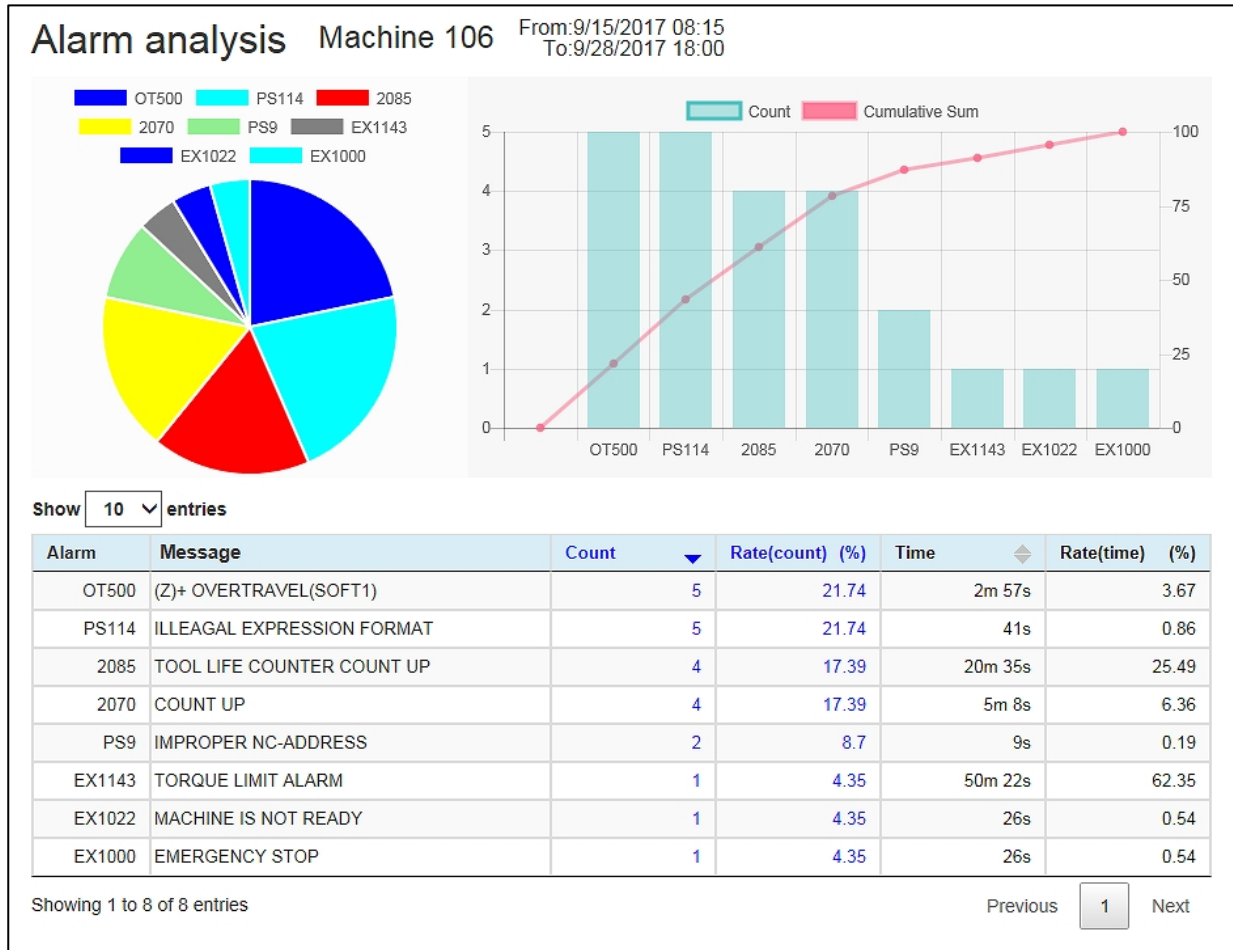 Alarm analysis Machine 106 From:9/15/2017 08:15
To:9/28/2017 18:00
OT500 PS114 2085
2070 PS9 EX1143
EX1022 EX1000
Count Cumulative Sum
5 100
4
75
3
50
2
25
1
0 0
OT500 PS114 2085 2070 PS9 EX1143 EX1022 EX1000
Show 10 entries
Alarm Message Count Rate(count) (%) Time Rate(time) (%)
OT500 (Z)+ OVERTRAVEL(SOFT1) 5 21.74 2m 57s 3.67
PS114 ILLEAGAL EXPRESSION FORMAT 5 21.74 41s 0.86
2085 TOOL LIFE COUNTER COUNT UP 4 17.39 20m 35s 25.49
2070 COUNT UP 4 17.39 5m 8s 6.36
PS9 IMPROPER NC-ADDRESS 2 8.7 9s 0.19
EX1143 TORQUE LIMIT ALARM 1 4.35 50m 22s 62.35
EX1022 MACHINE IS NOT READY 1 4.35 26s 0.54
EX1000 EMERGENCY STOP 1 4.35 26s 0.54
Showing 1 to 8 of 8 entries Previous 1 Next